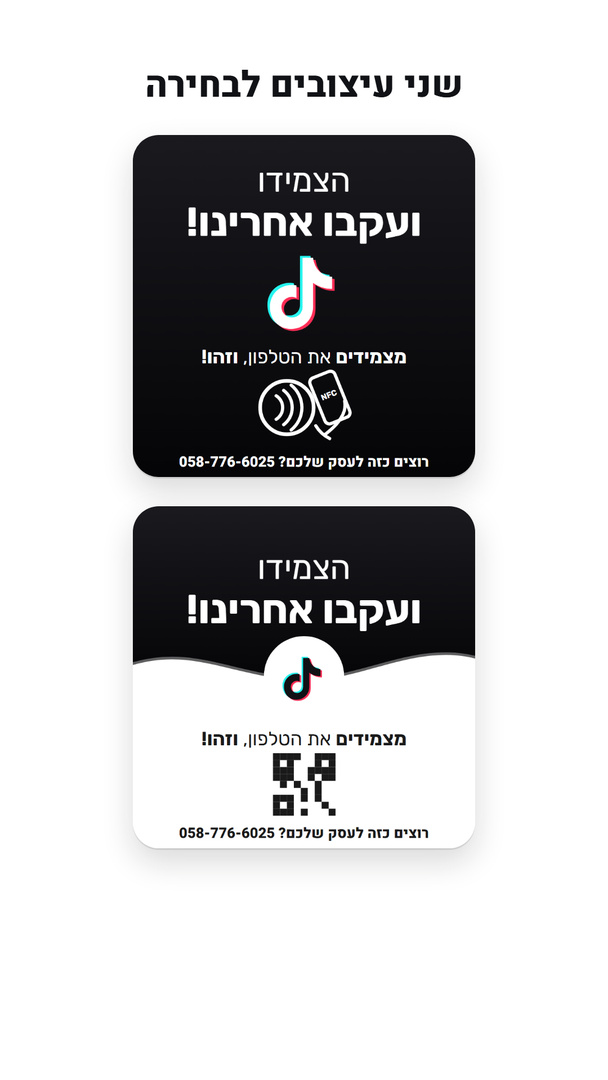 שני עיצובים לבחירה
הצמידו
ועקבו אחרינו!
מצמידים את הטלפון, וזהו!
NFC
רוצים כזה לעסק שלכם? 058-776-6025
הצמידו
ועקבו אחרינו!
מצמידים את הטלפון, וזהו!
רוצים כזה לעסק שלכם? 058-776-6025